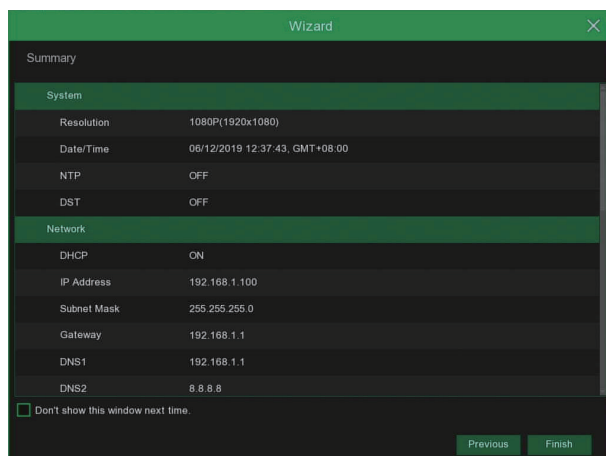 Wizard
Summary
System
Resolution 1080P(1920x1080)
Date/Time 06/12/2019 12:37:43, GMT+08:00
NTP OFF
DST OFF
Network
DHCP ON
IP Address 192.168.1.100
Subnet Mask 255.255.255.0
Gateway 192.168.1.1
DNS1 192.168.1.1
DNS2 8.8.8.8
Don't show this window next time.
Previous Finish